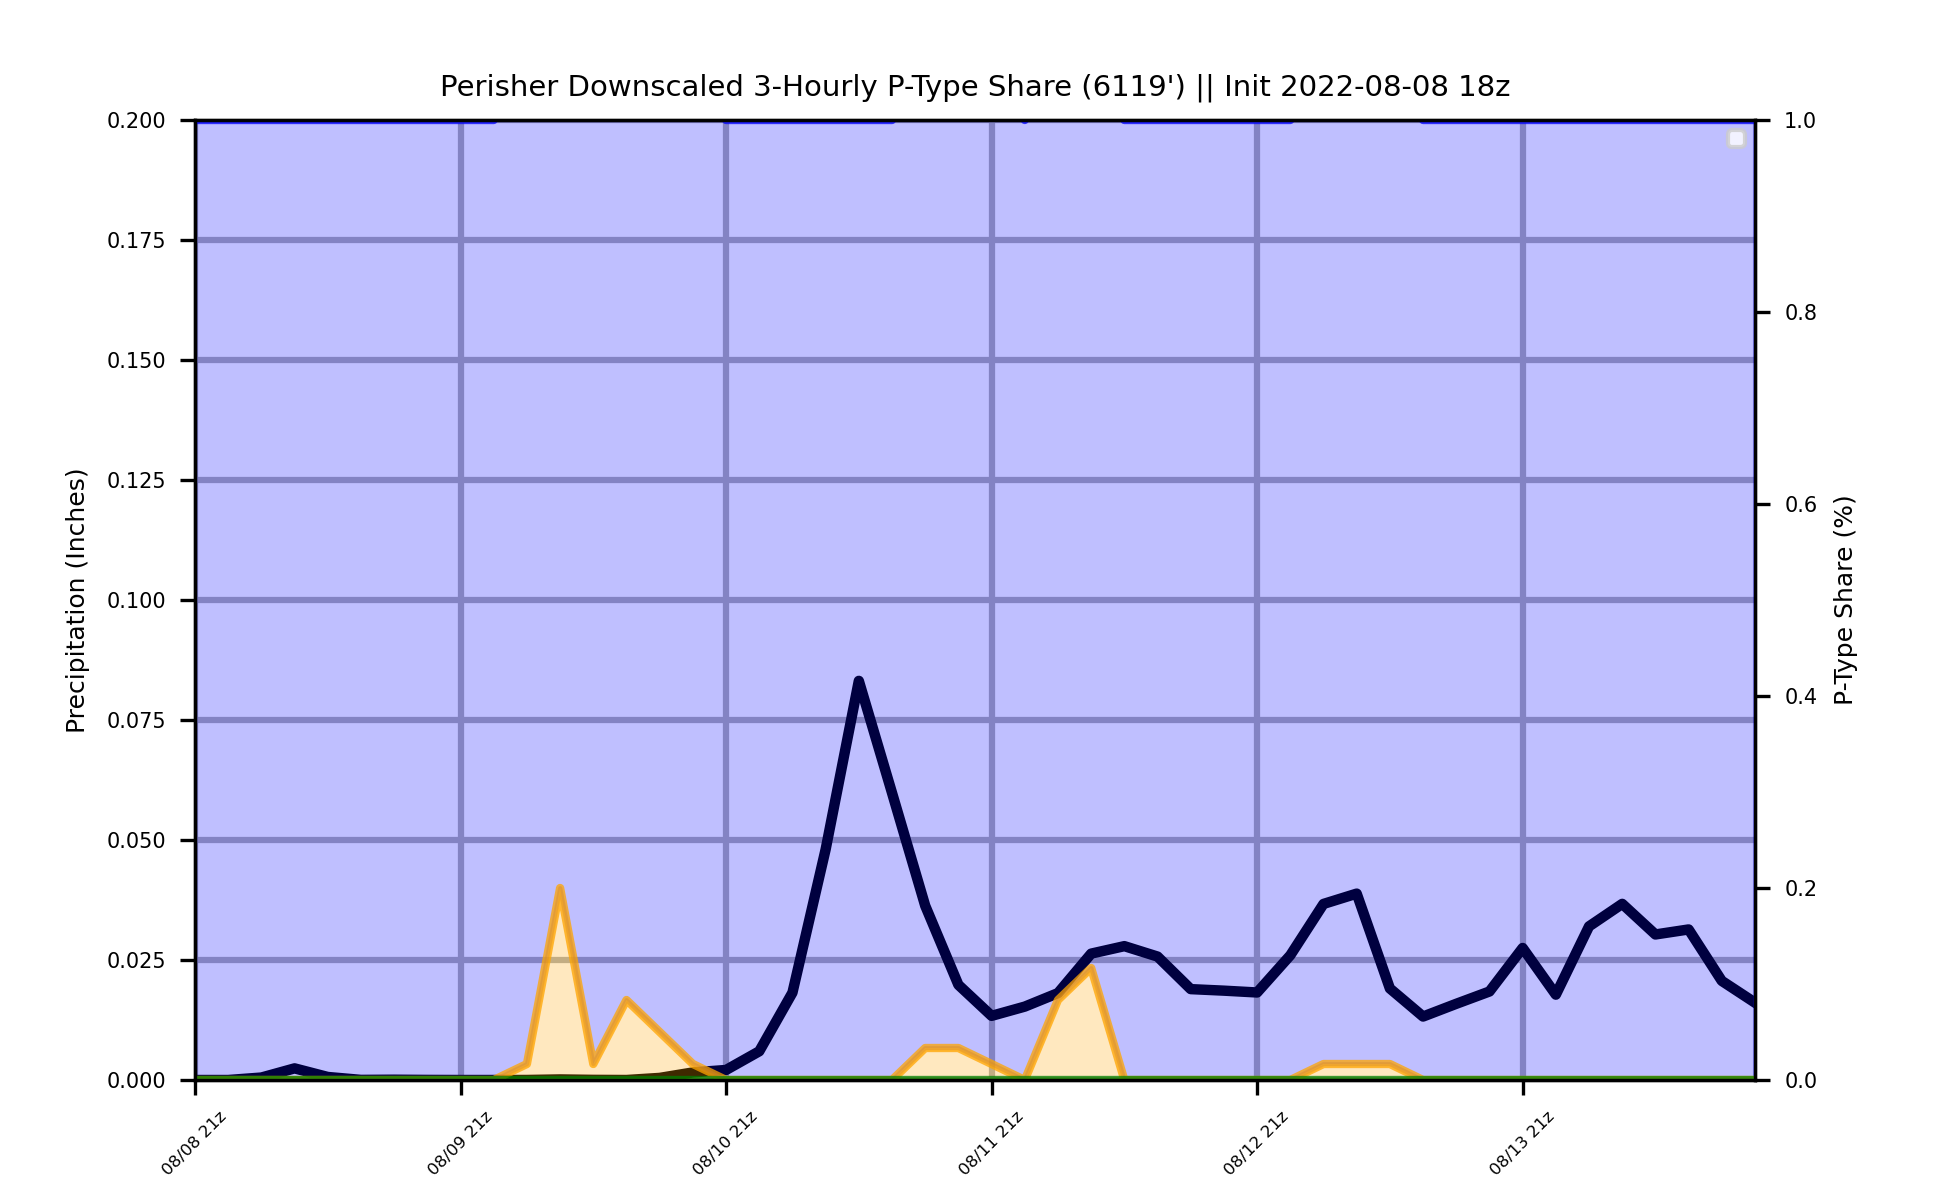 Perisher Downscaled 3-Hourly P-Type Share (6119') || Init 2022-08-08 18z
Precipitation (Inches)
0.200
0.175
0.150
0.125
0.100
0.075
0.050
0.025
0.000
1.0
0.8
0.6
0.4
0.2
0.0
P-Type Share (%)
08/08 21z
08/09 21z
08/10 21z
08/11 21z
08/12 21z
08/13 21z